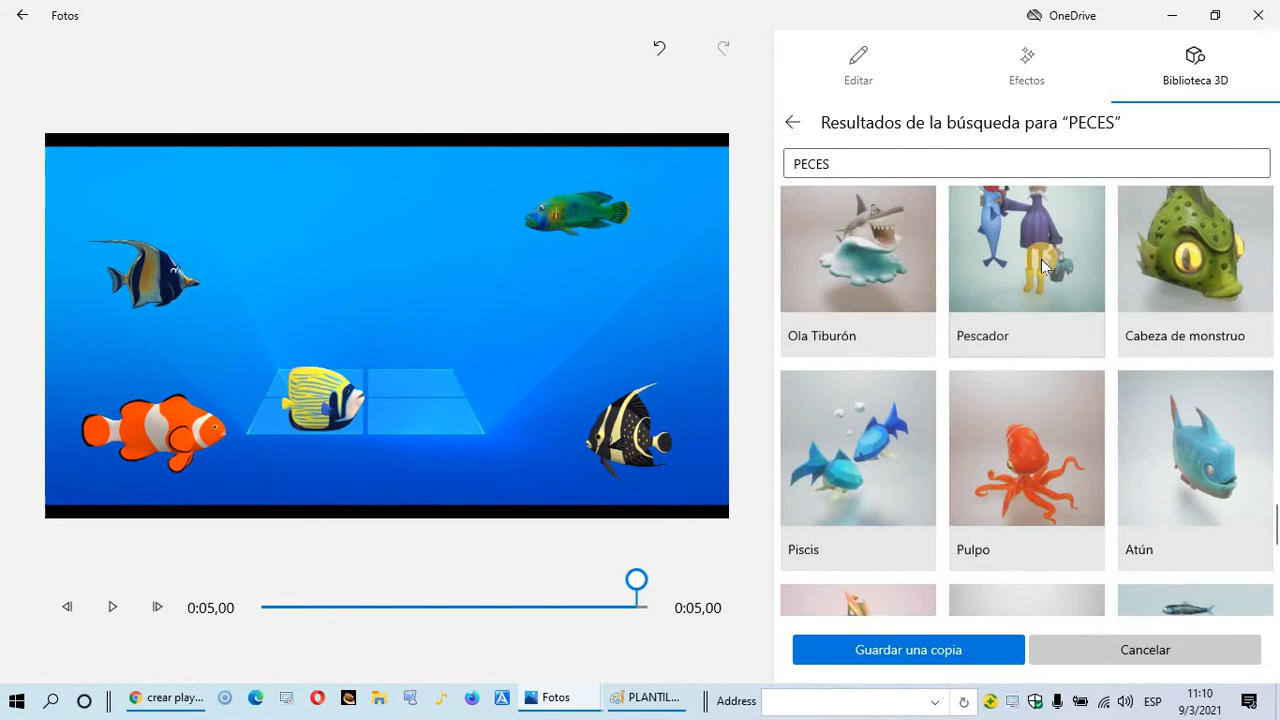 Fotos
OneDrive
Editar
Efectos
Biblioteca 3D
Resultados de la búsqueda para “PECES”
PECES
Ola Tiburón
Pescador
Cabeza de monstruo
Piscis
Pulpo
Atún
0:05,00
0:05,00
Guardar una copia
Cancelar
crear play...
Fotos
PLANTIL...
Address
ESP
11:10
9/3/2021